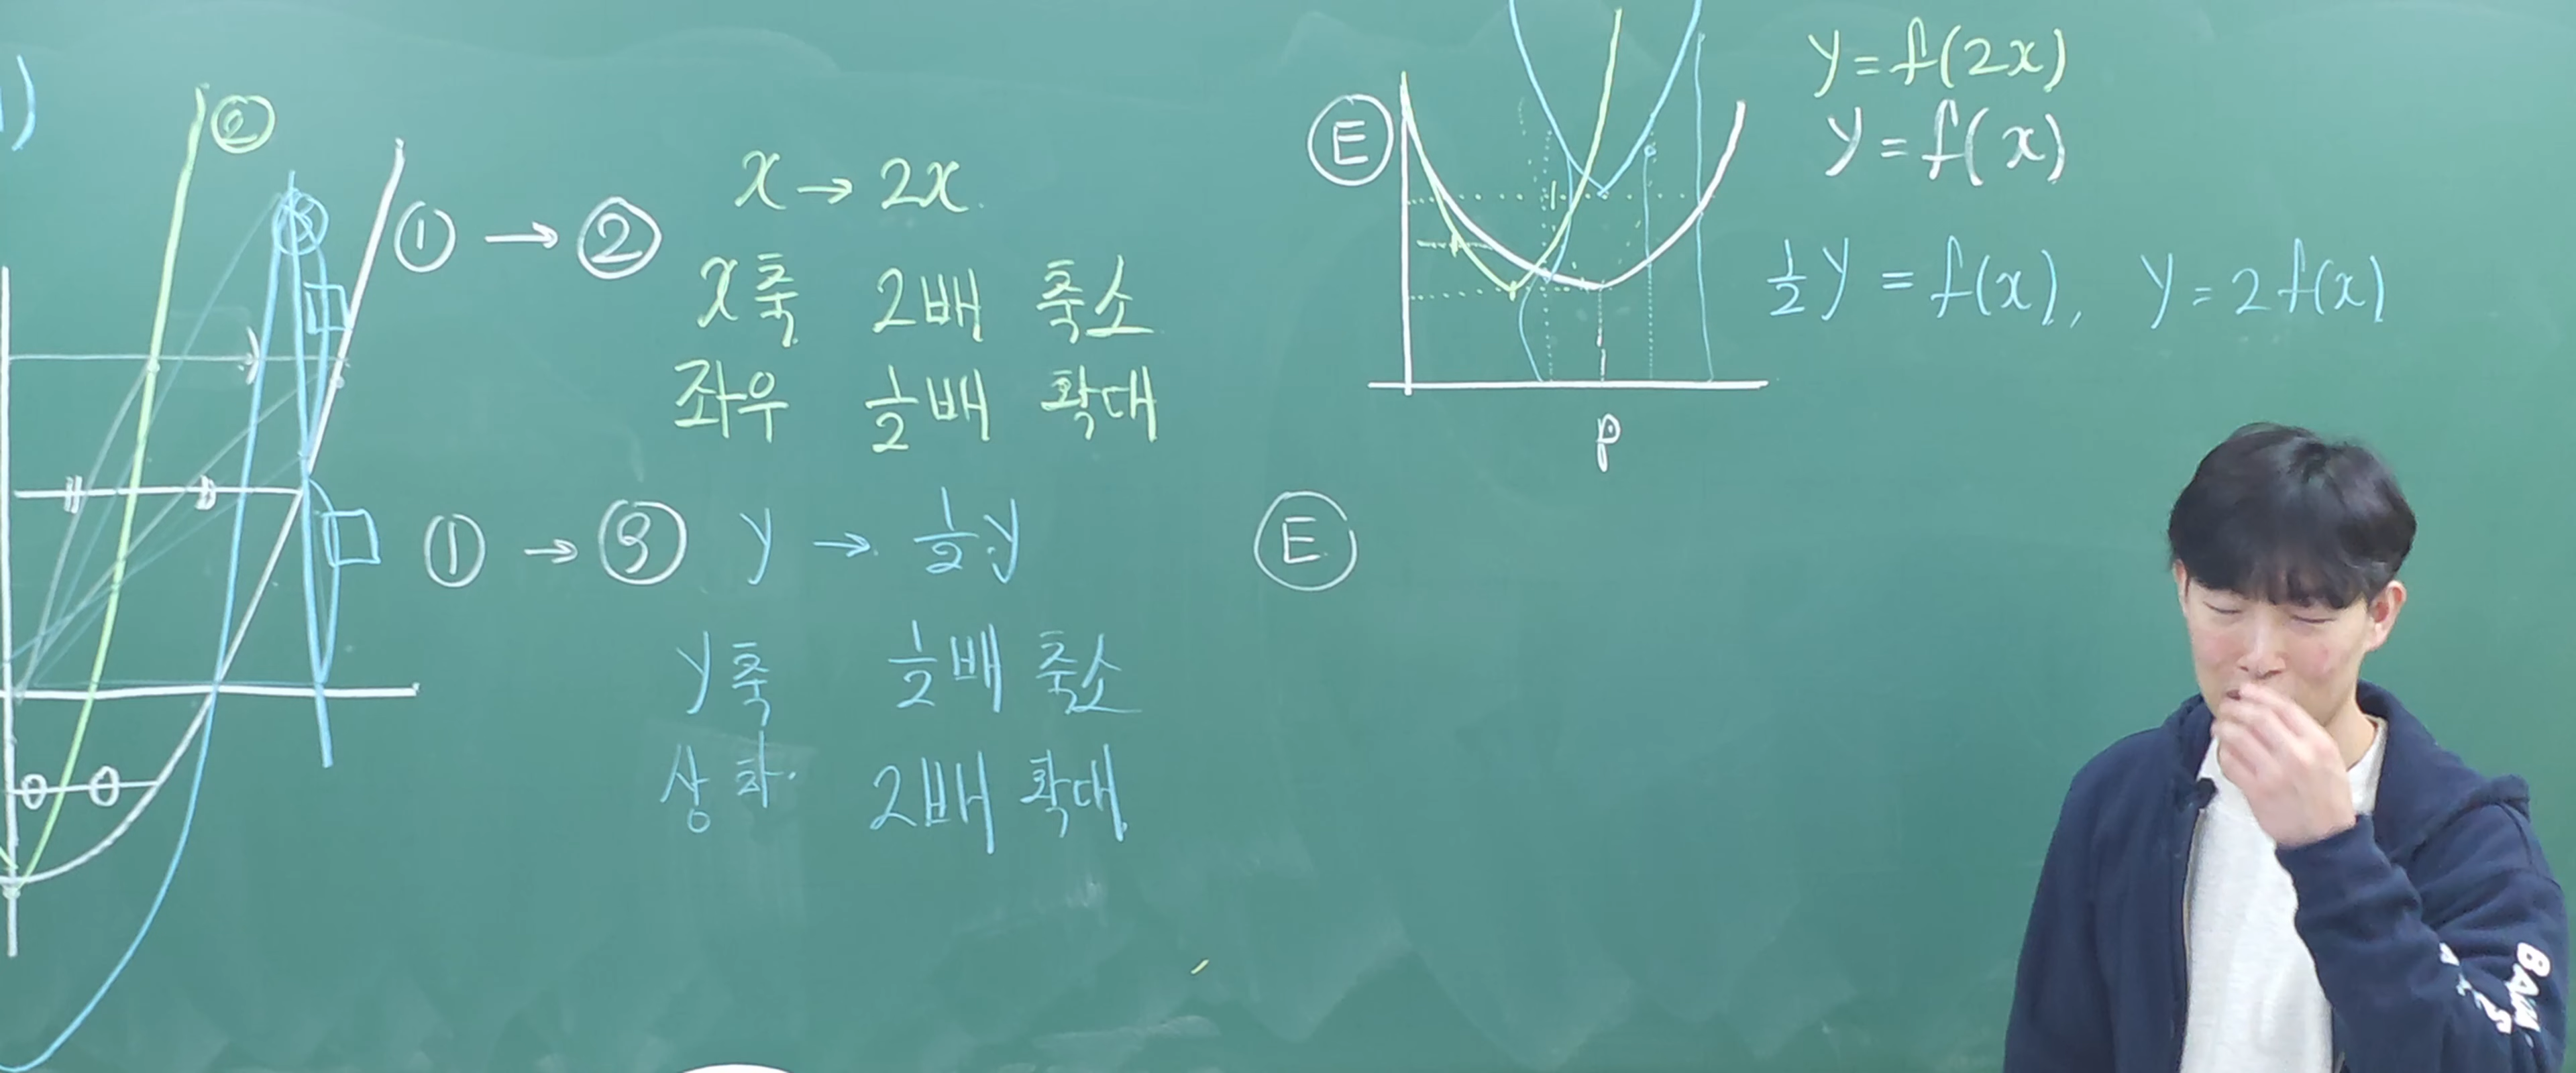 ②
①→②
x→2x
x축 2배 축소
좌우 1/2배 확대
①→③ y→1/2·y
y축 1/2배 축소
상하· 2배 확대
Ⓔ
y=f(2x)
y=f(x)
1/2y=f(x), y=2f(x)
p
Ⓔ